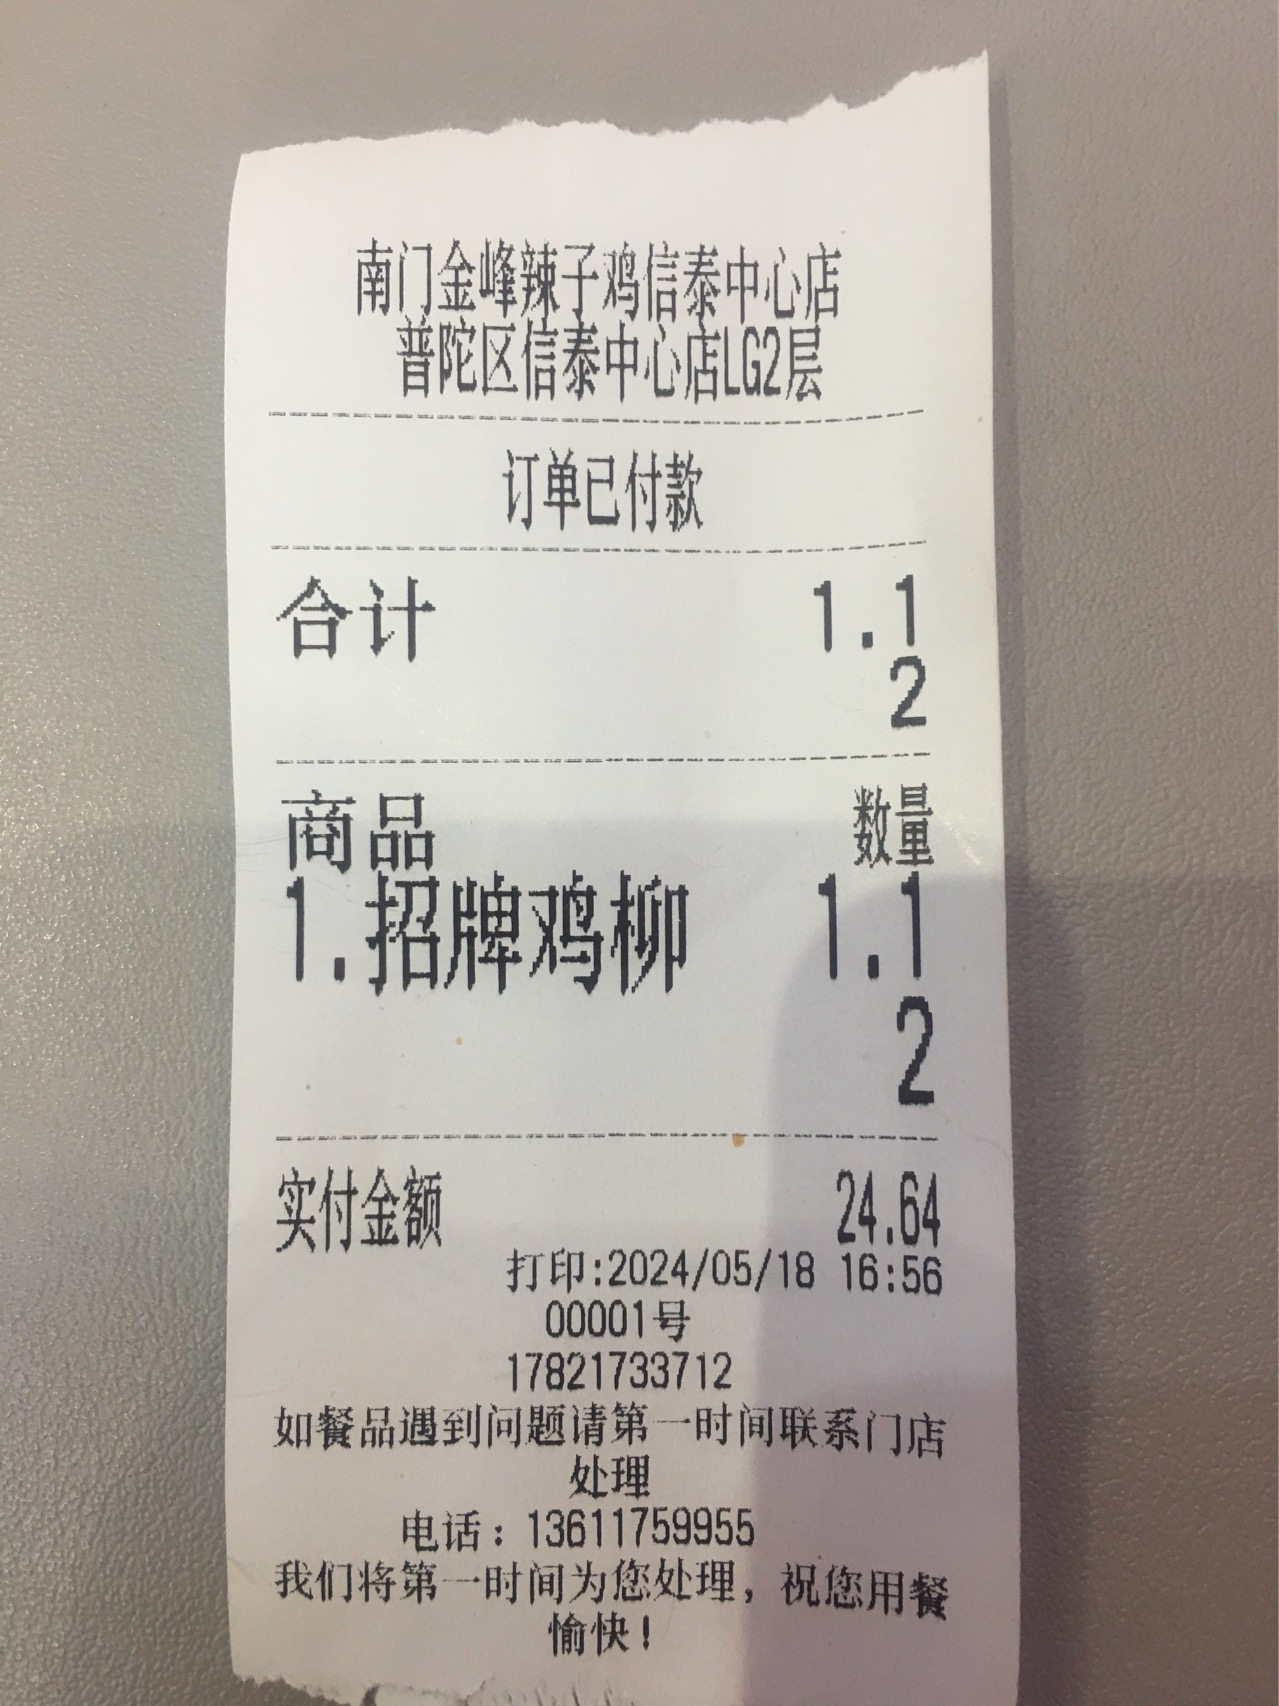 南门金峰辣子鸡信泰中心店
普陀区信泰中心店LG2层
订单已付款
合计 1.1
2
商品 数量
1.招牌鸡柳 1.1
2
实付金额 24.64
打印:2024/05/18 16:56
00001号
17821733712
如餐品遇到问题请第一时间联系门店
处理
电话：13611759955
我们将第一时间为您处理，祝您用餐
愉快！